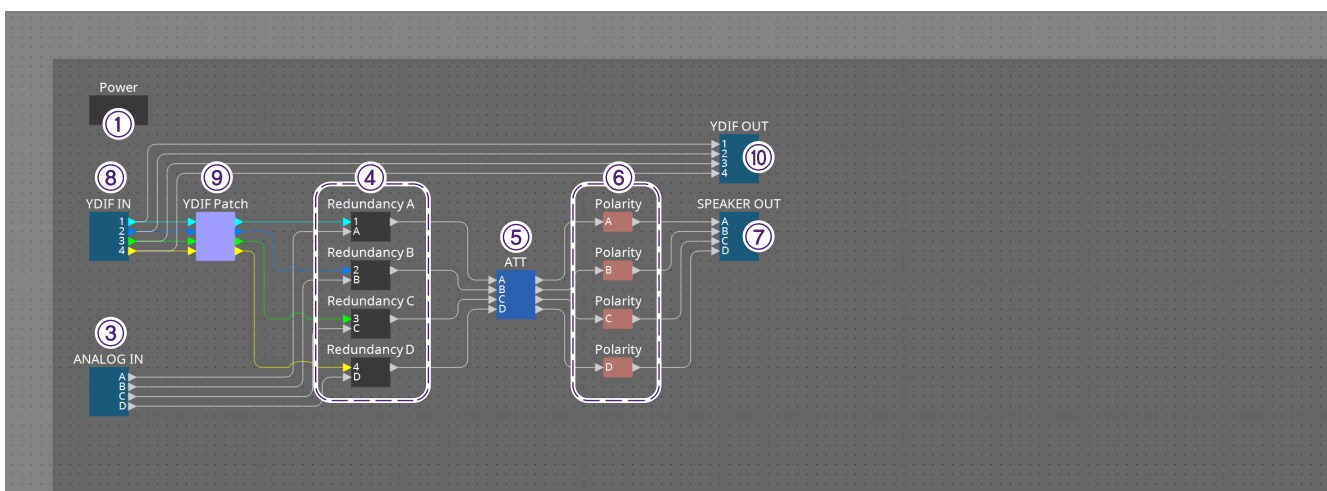 Power
①
YDIF OUT
1
2
3
4
⑩
⑧
⑨
④
⑥
YDIF IN
1
2
3
4
YDIF Patch
Redundancy A
1
A
Redundancy B
2
B
Redundancy C
3
C
Redundancy D
4
D
⑤
ATT
A
B
C
D
Polarity
A
Polarity
B
Polarity
C
Polarity
D
SPEAKER OUT
A
B
C
D
⑦
③
ANALOG IN
A
B
C
D